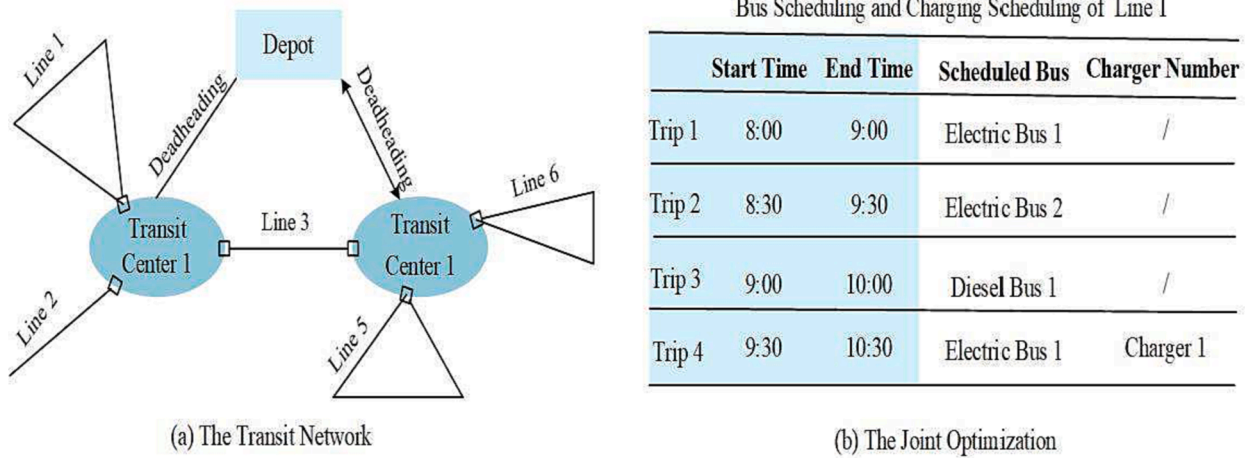 Line 1
Depot
Deadheading
Deadheading
Line 6
Transit
Center 1
Line 3
Transit
Center 1
Line 2
Line 5
(a) The Transit Network
Bus Scheduling and Charging Scheduling of Line 1
Start Time End Time Scheduled Bus Charger Number
Trip 1 8:00 9:00 Electric Bus 1 /
Trip 2 8:30 9:30 Electric Bus 2 /
Trip 3 9:00 10:00 Diesel Bus 1 /
Trip 4 9:30 10:30 Electric Bus 1 Charger 1
(b) The Joint Optimization